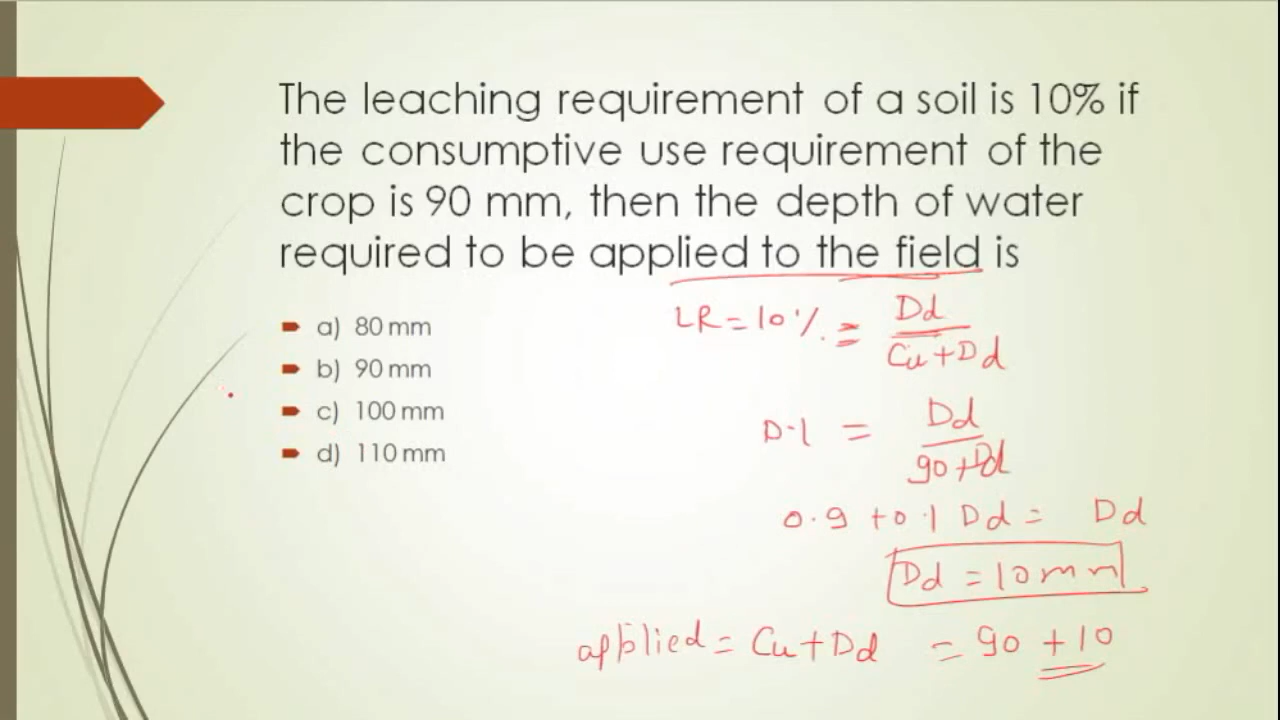 The leaching requirement of a soil is 10% if
the consumptive use requirement of the
crop is 90 mm, then the depth of water
required to be applied to the field is
a) 80 mm
b) 90 mm
c) 100 mm
d) 110 mm
LR = 10 % = Dd / Cu + Dd
0.1 = Dd / 90 + Dd
0.9 + 0.1 Dd = Dd
Dd = 10 mm
applied = Cu + Dd = 90 + 10